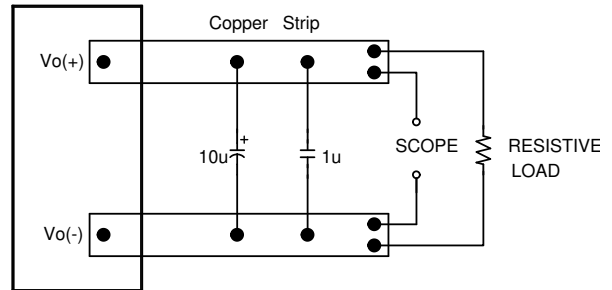 Copper Strip
Vo(+)
+
10u
1u
SCOPE
RESISTIVE
LOAD
Vo(-)